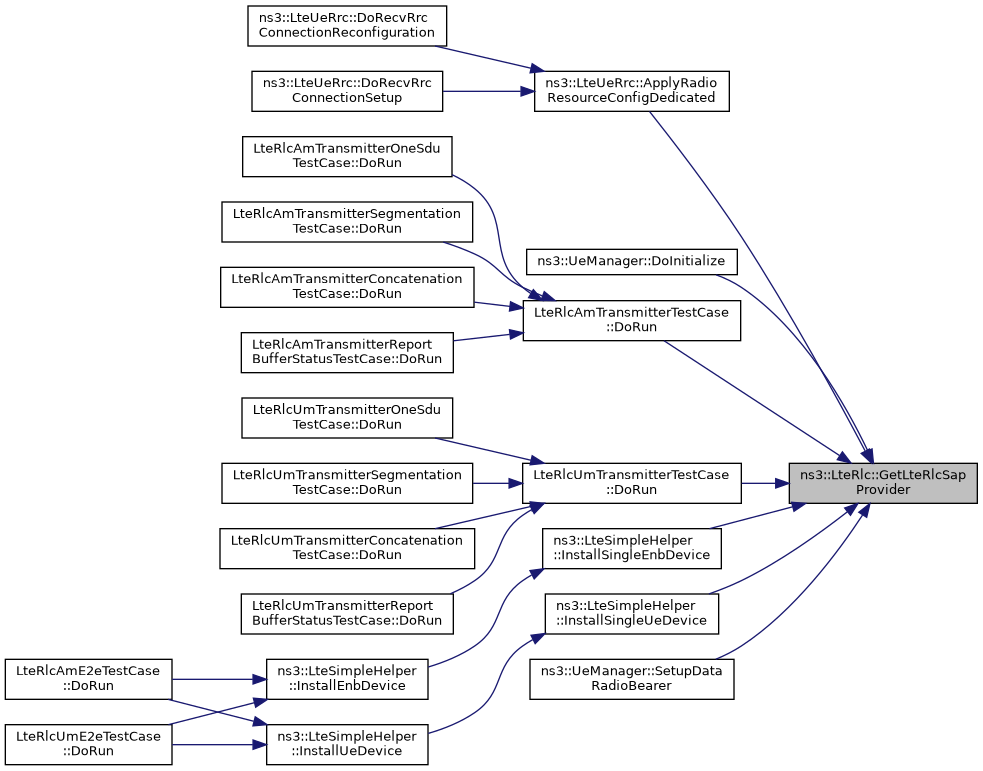 ns3::LteUeRrc::DoRecvRrc
ConnectionReconfiguration
ns3::LteUeRrc::DoRecvRrc
ConnectionSetup
ns3::LteUeRrc::ApplyRadio
ResourceConfigDedicated
LteRlcAmTransmitterOneSdu
TestCase::DoRun
LteRlcAmTransmitterSegmentation
TestCase::DoRun
ns3::UeManager::DoInitialize
LteRlcAmTransmitterConcatenation
TestCase::DoRun
LteRlcAmTransmitterTestCase
::DoRun
LteRlcAmTransmitterReport
BufferStatusTestCase::DoRun
LteRlcUmTransmitterOneSdu
TestCase::DoRun
LteRlcUmTransmitterSegmentation
TestCase::DoRun
LteRlcUmTransmitterTestCase
::DoRun
ns3::LteRlc::GetLteRlcSap
Provider
LteRlcUmTransmitterConcatenation
TestCase::DoRun
ns3::LteSimpleHelper
::InstallSingleEnbDevice
LteRlcUmTransmitterReport
BufferStatusTestCase::DoRun
ns3::LteSimpleHelper
::InstallSingleUeDevice
LteRlcAmE2eTestCase
::DoRun
ns3::LteSimpleHelper
::InstallEnbDevice
ns3::UeManager::SetupData
RadioBearer
LteRlcUmE2eTestCase
::DoRun
ns3::LteSimpleHelper
::InstallUeDevice